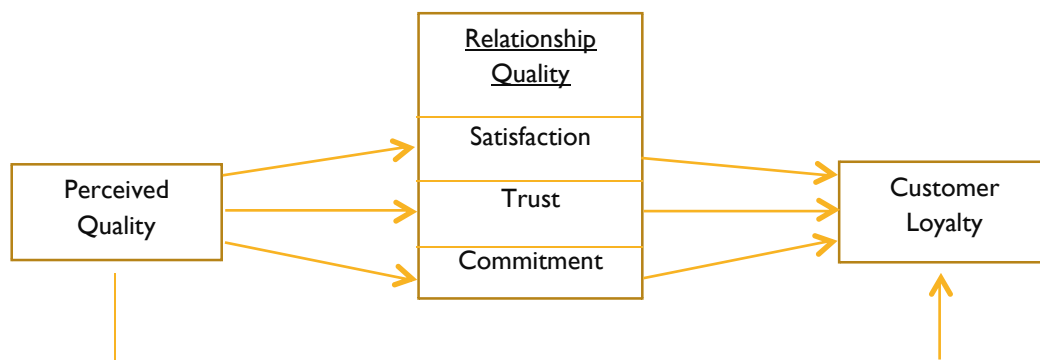 Relationship
Quality
Satisfaction
Perceived
Quality
Trust
Customer
Loyalty
Commitment